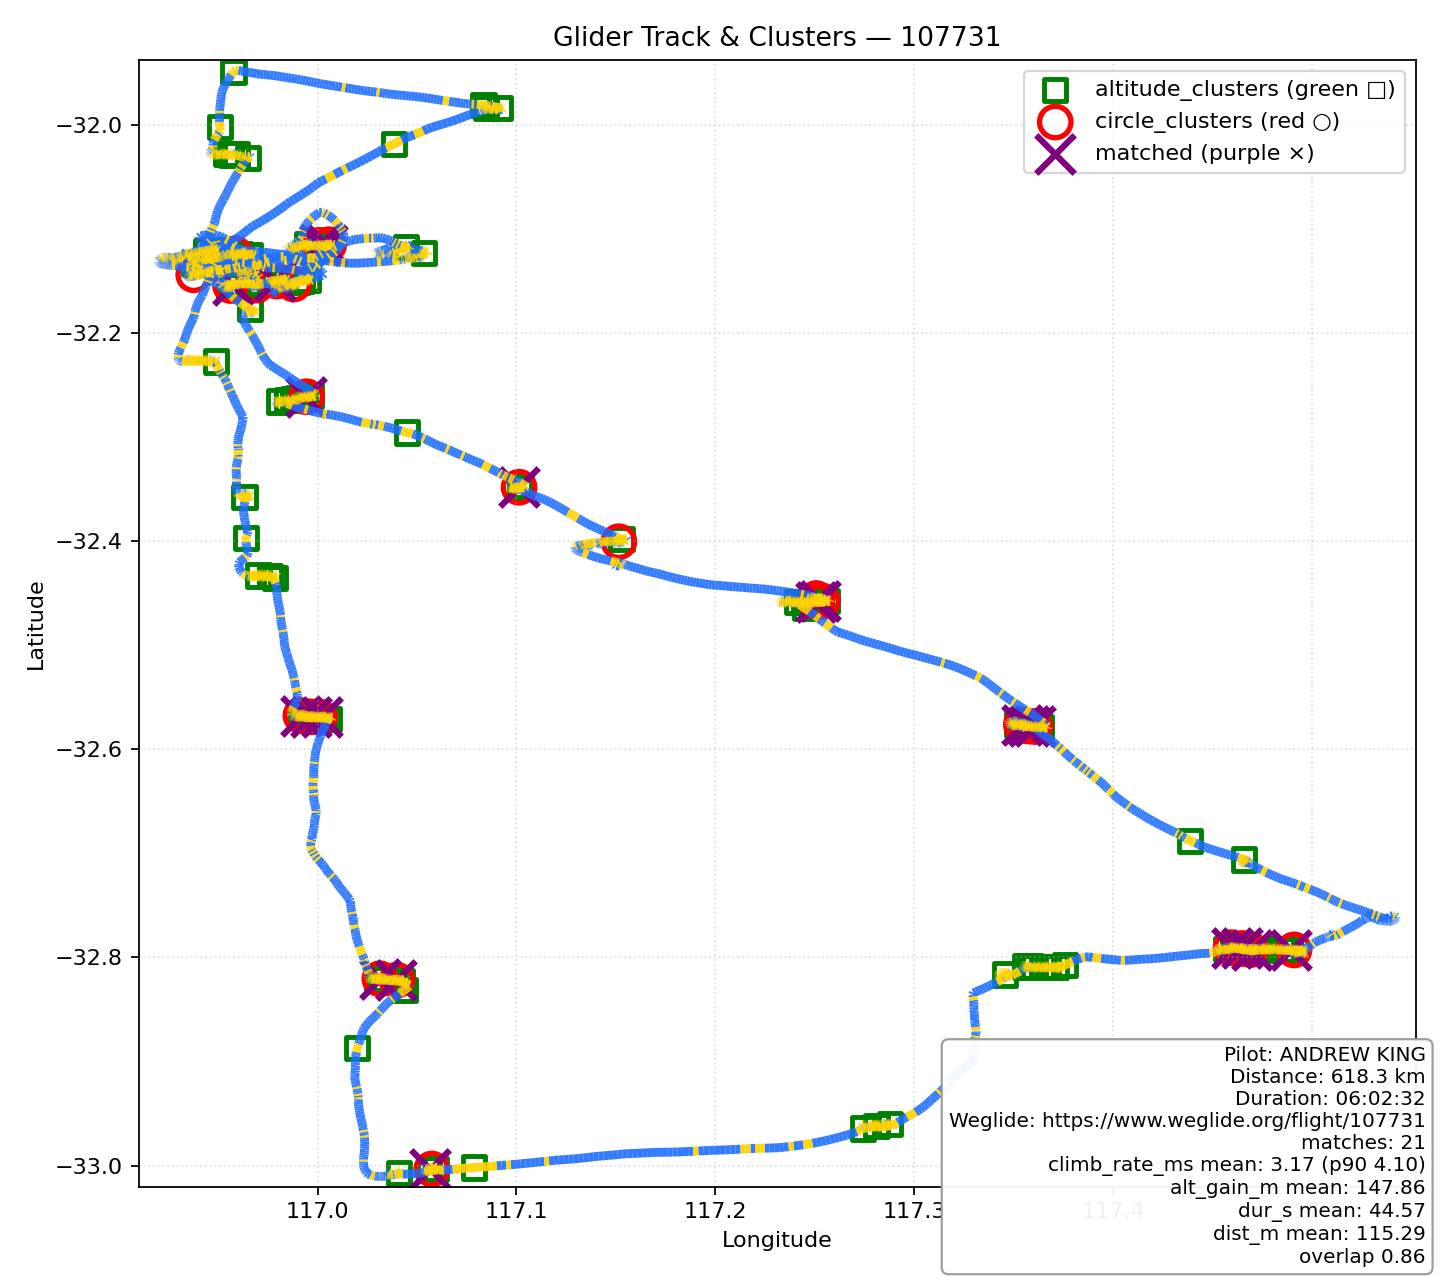 Glider Track & Clusters — 107731
altitude_clusters (green □)
circle_clusters (red ○)
matched (purple ×)
Latitude
−32.0
−32.2
−32.4
−32.6
−32.8
−33.0
117.0
117.1
117.2
117.3
117.4
Longitude
Pilot: ANDREW KING
Distance: 618.3 km
Duration: 06:02:32
Weglide: https://www.weglide.org/flight/107731
matches: 21
climb_rate_ms mean: 3.17 (p90 4.10)
alt_gain_m mean: 147.86
dur_s mean: 44.57
dist_m mean: 115.29
overlap 0.86